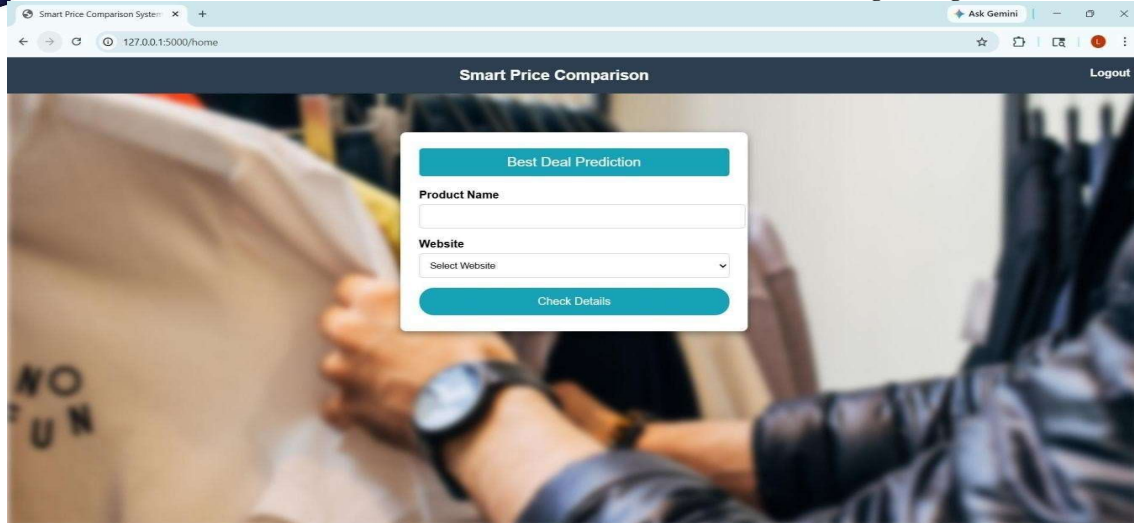 Smart Price Comparison System
Ask Gemini
127.0.0.1:5000/home
L
Smart Price Comparison
Logout
Best Deal Prediction
Product Name
Website
Select Website
Check Details
NO
FUN